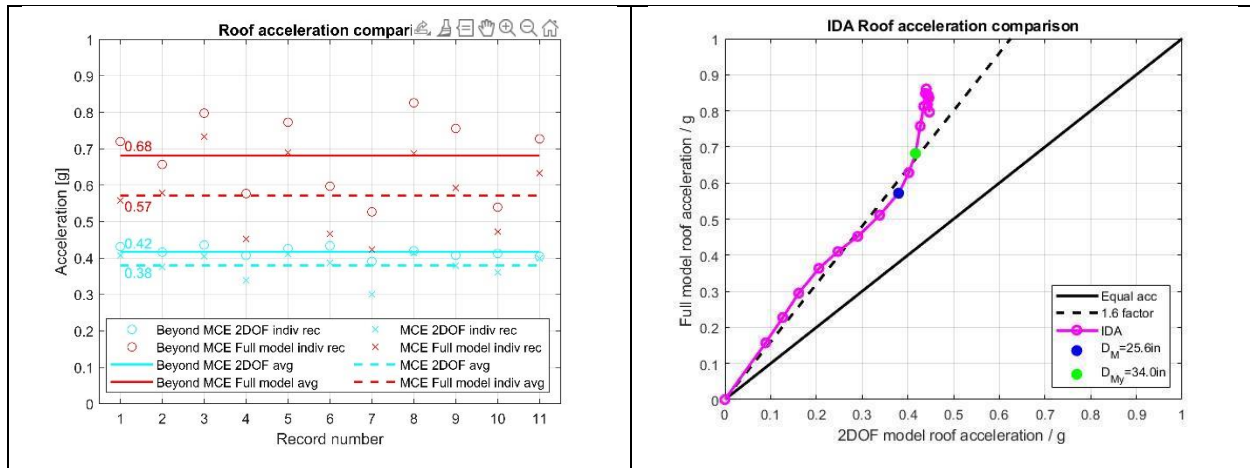 Roof acceleration compari
1
0.9
0.8
0.7
0.6
0.5
0.4
0.3
0.2
0.1
0
0.68
0.57
0.42
0.38
Acceleration [g]
Beyond MCE 2DOF indiv rec
Beyond MCE Full model indiv rec
Beyond MCE 2DOF avg
Beyond MCE Full model avg
MCE 2DOF indiv rec
MCE Full model indiv rec
MCE 2DOF avg
MCE Full model indiv avg
1 2 3 4 5 6 7 8 9 10 11
Record number
IDA Roof acceleration comparison
1
0.9
0.8
0.7
0.6
0.5
0.4
0.3
0.2
0.1
0
Full model roof acceleration / g
Equal acc
1.6 factor
IDA
D_M=25.6in
D_My=34.0in
0 0.1 0.2 0.3 0.4 0.5 0.6 0.7 0.8 0.9 1
2DOF model roof acceleration / g